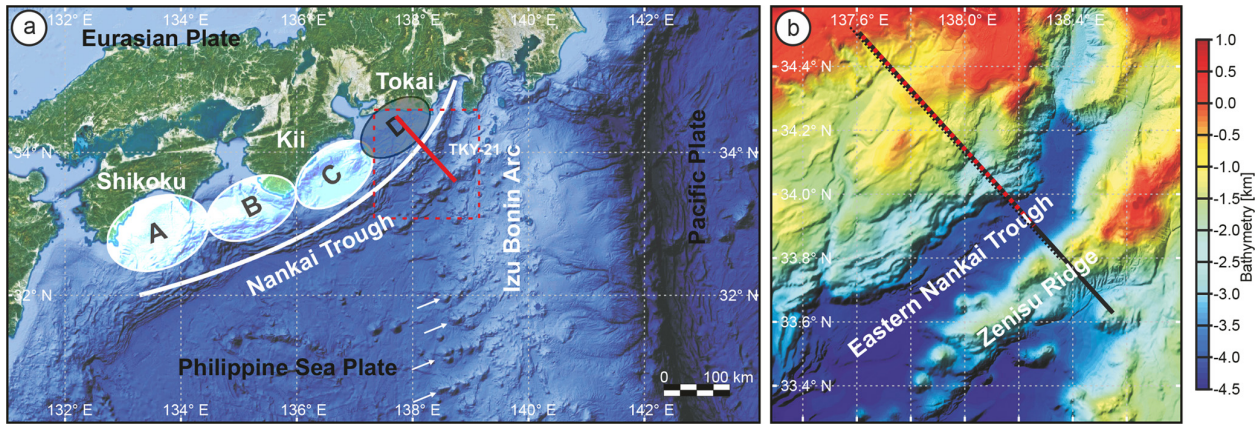 a
132° E
134° E
136° E
138° E
140° E
142° E
Eurasian Plate
Tokai
D
Kii
TKY-21
34° N
34° N
C
Shikoku
B
A
Nankai Trough
Izu Bonin Arc
Pacific Plate
32° N
32° N
Philippine Sea Plate
0 100 km
132° E
134° E
136° E
138° E
140° E
142° E
b
137.6° E
138.0° E
138.4° E
34.4° N
34.2° N
34.0° N
33.8° N
33.6° N
33.4° N
Eastern Nankai Trough
Zenisu Ridge
1.0
0.5
0.0
-0.5
-1.0
-1.5
-2.0
-2.5
-3.0
-3.5
-4.0
-4.5
Bathymetry [km]